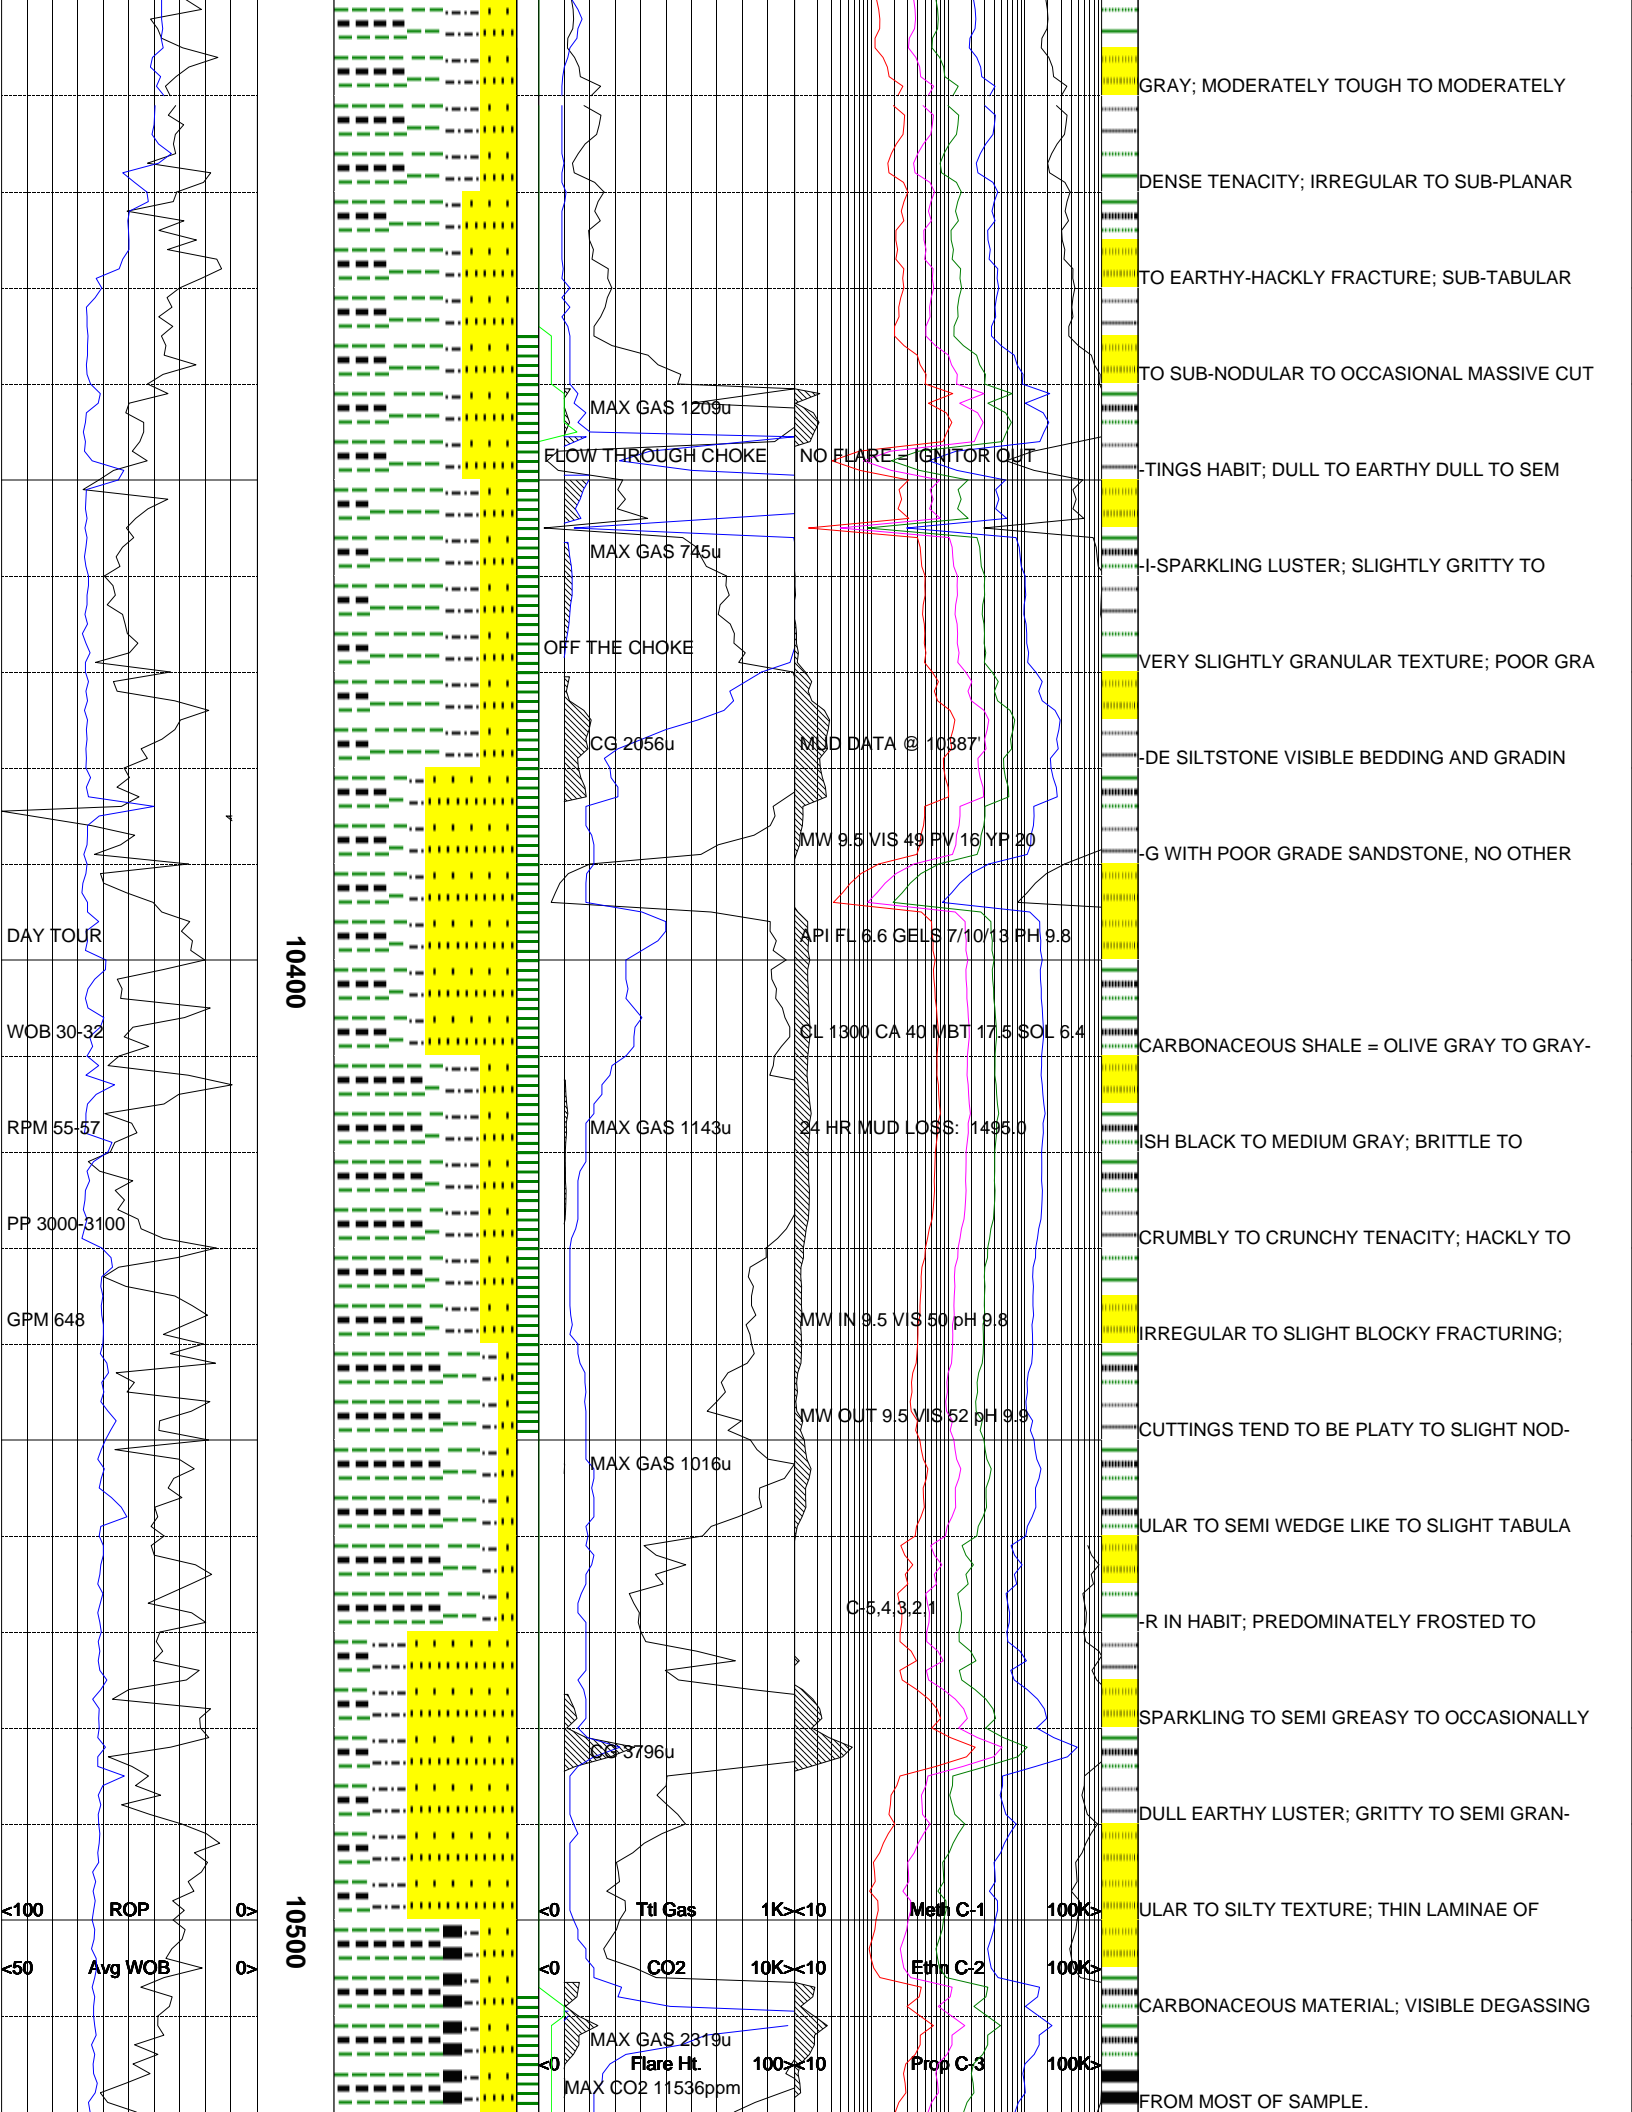 GRAY; MODERATELY TOUGH TO MODERATELY
DENSE TENACITY; IRREGULAR TO SUB-PLANAR
TO EARTHY-HACKLY FRACTURE; SUB-TABULAR
TO SUB-NODULAR TO OCCASIONAL MASSIVE CUT
MAX GAS 1209u
FLOW THROUGH CHOKE NO FLARE = IGNITOR OUT
-TINGS HABIT; DULL TO EARTHY DULL TO SEM
MAX GAS 745u
-I-SPARKLING LUSTER; SLIGHTLY GRITTY TO
OFF THE CHOKE
VERY SLIGHTLY GRANULAR TEXTURE; POOR GRA
CG 2056u MUD DATA @ 10387'
-DE SILTSTONE VISIBLE BEDDING AND GRADIN
MW 9.5 VIS 49 PV 16 YP 20
-G WITH POOR GRADE SANDSTONE, NO OTHER
DAY TOUR
10400
API FL 6.6 GELS 7/10/13 PH 9.8
WOB 30-32
CL 1300 CA 40 MBT 17.5 SOL 6.4
CARBONACEOUS SHALE = OLIVE GRAY TO GRAY-
RPM 55-57
MAX GAS 1143u 24 HR MUD LOSS: 1495.0
ISH BLACK TO MEDIUM GRAY; BRITTLE TO
PP 3000-3100
CRUMBLY TO CRUNCHY TENACITY; HACKLY TO
GPM 648
MW IN 9.5 VIS 50 pH 9.8
IRREGULAR TO SLIGHT BLOCKY FRACTURING;
MW OUT 9.5 VIS 52 pH 9.9
CUTTINGS TEND TO BE PLATY TO SLIGHT NOD-
MAX GAS 1016u
ULAR TO SEMI WEDGE LIKE TO SLIGHT TABULA
C-5,4,3,2,1
-R IN HABIT; PREDOMINATELY FROSTED TO
SPARKLING TO SEMI GREASY TO OCCASIONALLY
CG 3796u
DULL EARTHY LUSTER; GRITTY TO SEMI GRAN-
<100 ROP 0> <0 Ttl Gas 1K> <10 Meth C-1 100K>
ULAR TO SILTY TEXTURE; THIN LAMINAE OF
10500
<50 Avg WOB 0> <0 CO2 10K> <10 Ethn C-2 100K>
CARBONACEOUS MATERIAL; VISIBLE DEGASSING
MAX GAS 2319u
<0 Flare Ht. 100> <10 Prop C-3 100K>
MAX CO2 11536ppm
FROM MOST OF SAMPLE.